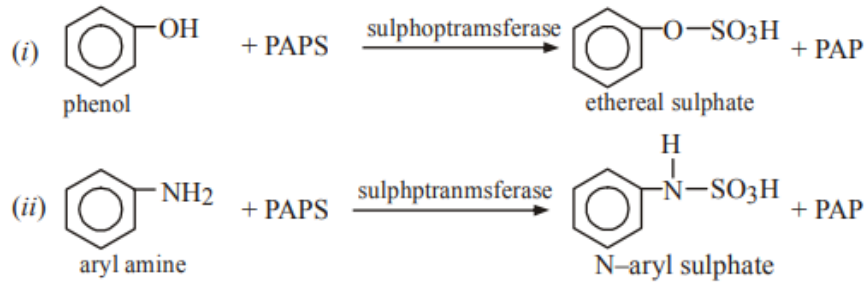 (i) OH + PAPS sulphoptramsferase O—SO3H + PAP
phenol ethereal sulphate
H
(ii) NH2 + PAPS sulphptranmsferase N—SO3H + PAP
aryl amine N–aryl sulphate